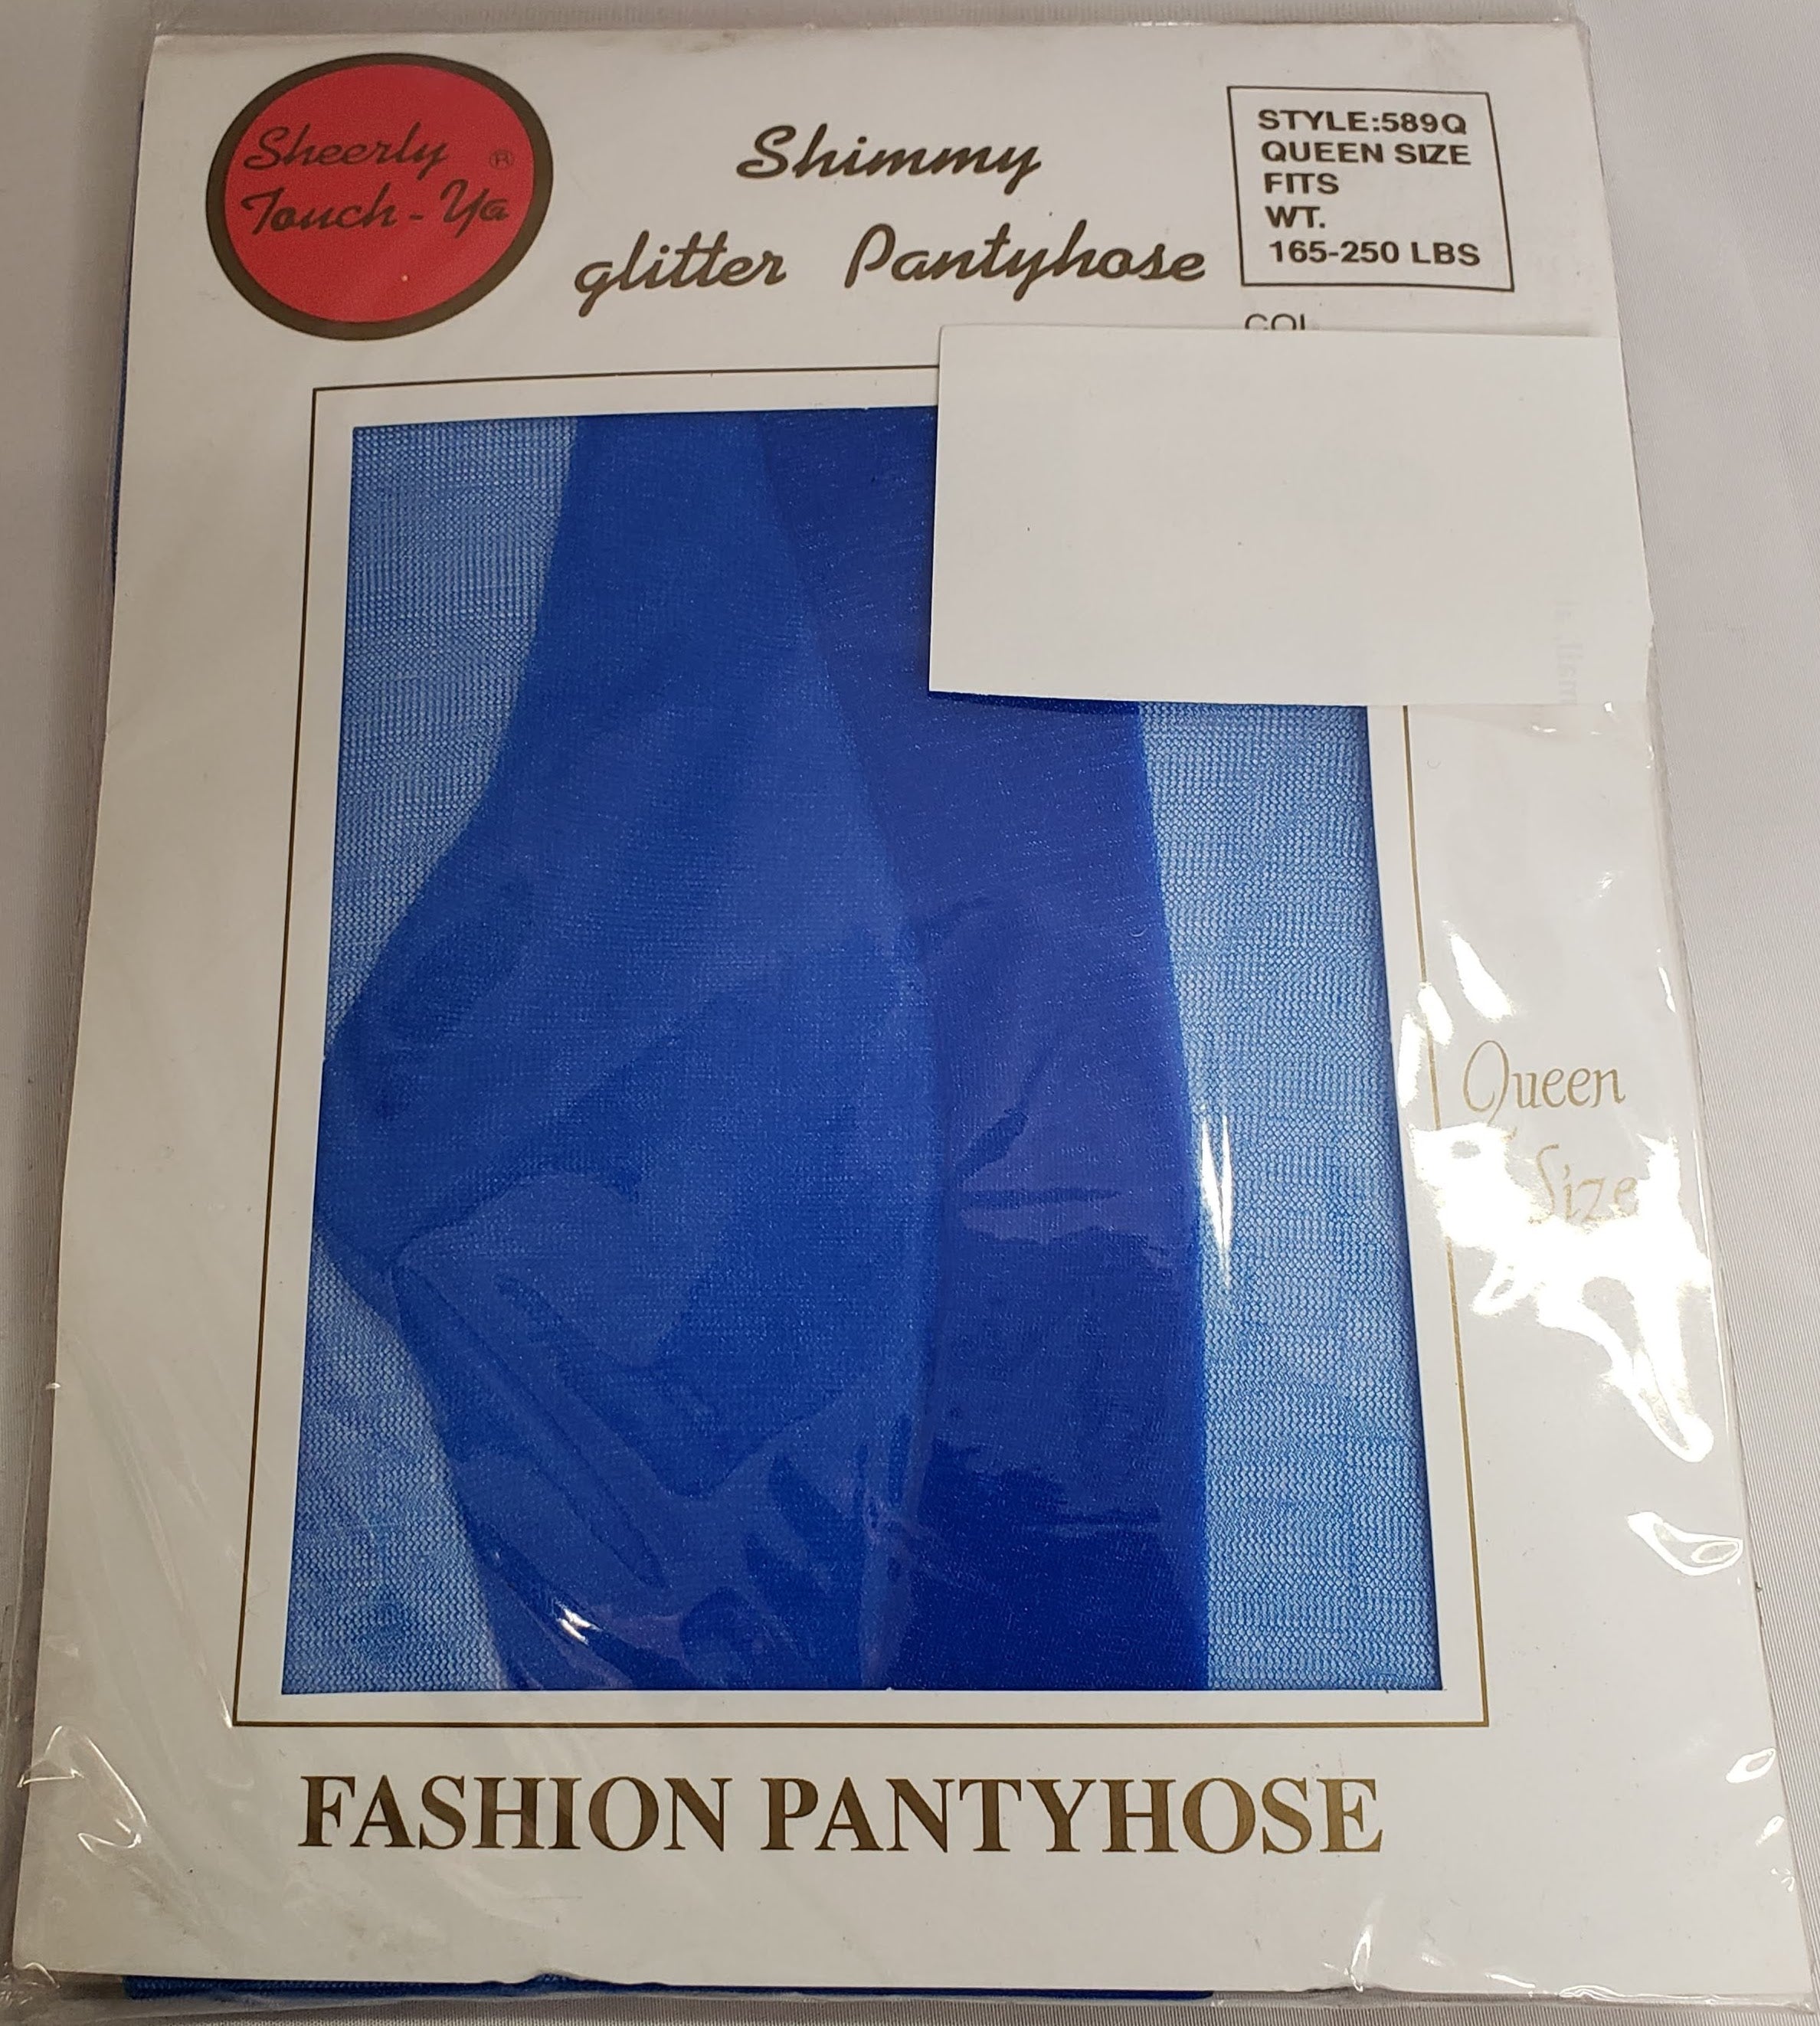 Sheerly ®
Touch-Ya
Shimmy
glitter Pantyhose
STYLE:589Q
QUEEN SIZE
FITS
WT.
165-250 LBS
COL
Queen
Size
FASHION PANTYHOSE